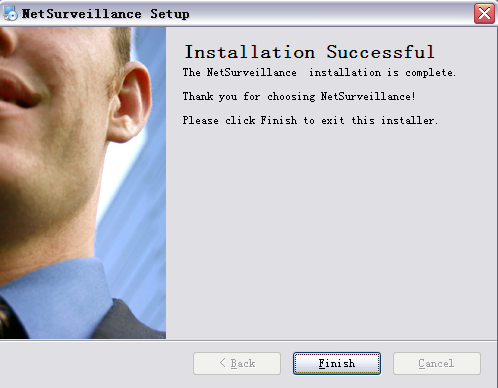 NetSurveillance Setup
Installation Successful
The NetSurveillance installation is complete.
Thank you for choosing NetSurveillance!
Please click Finish to exit this installer.
< Back
Finish
Cancel